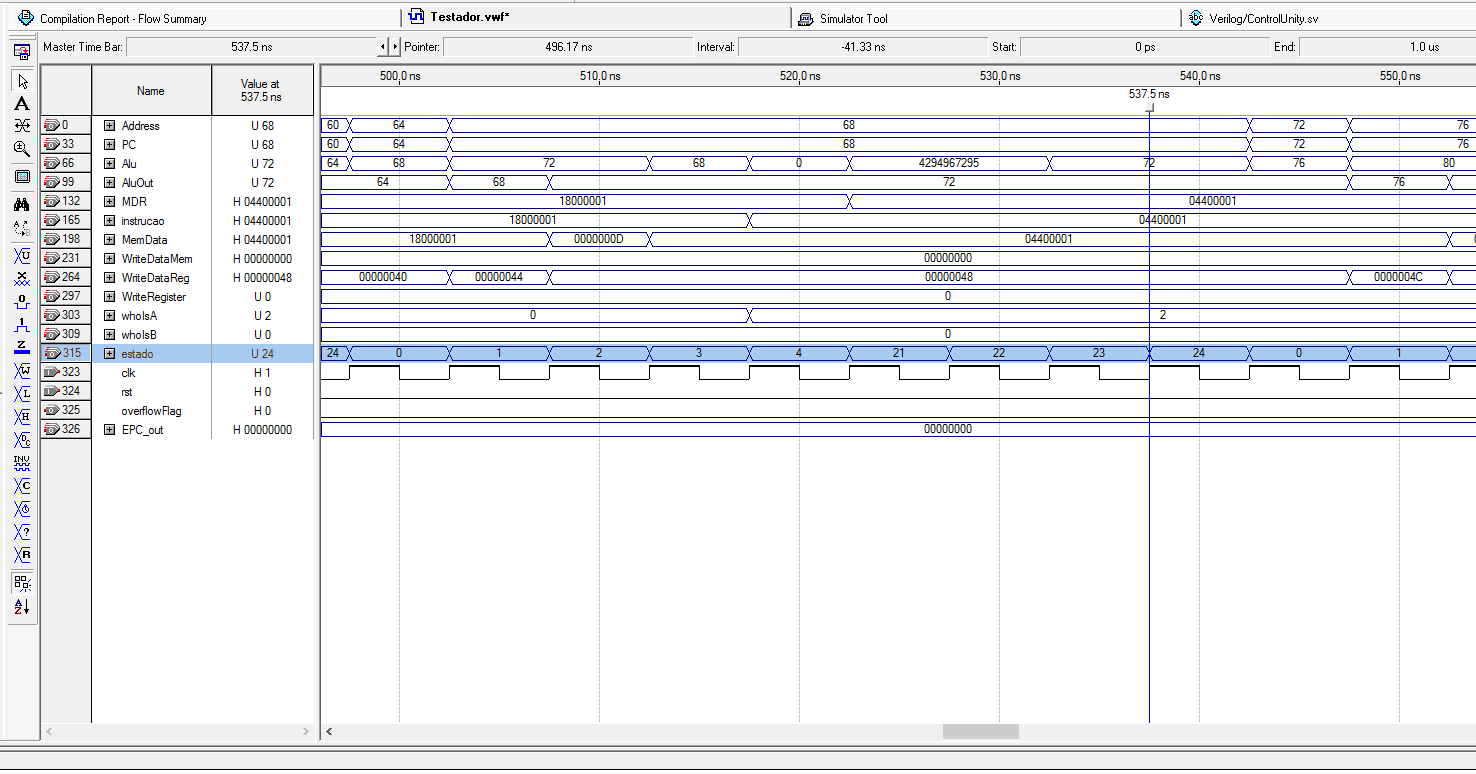 Compilation Report - Flow Summary Testador.vwf* Simulator Tool abc Verilog/ControlUnity.sv
Master Time Bar: 537.5 ns Pointer: 496.17 ns Interval: -41.33 ns Start: 0 ps End: 1.0 us
Name Value at 537.5 ns 500.0 ns 510.0 ns 520.0 ns 530.0 ns 540.0 ns 550.0 ns
537.5 ns
0 Address U 68 60 64 68 72 76
33 PC U 68 60 64 68 72 76
66 Alu U 72 64 68 72 68 0 4294967295 72 76 80
99 AluOut U 72 64 68 72 76
132 MDR H 04400001 18000001 04400001
165 instrucao H 04400001 18000001 04400001
198 MemData H 04400001 18000001 0000000D 04400001
231 WriteDataMem H 00000000 00000000
264 WriteDataReg H 00000048 00000040 00000044 00000048 0000004C
297 WriteRegister U 0 0
303 whoIsA U 2 0 2
309 whoIsB U 0 0
315 estado U 24 24 0 1 2 3 4 21 22 23 24 0 1
323 clk H 1
324 rst H 0
325 overflowFlag H 0
326 EPC_out H 00000000 00000000